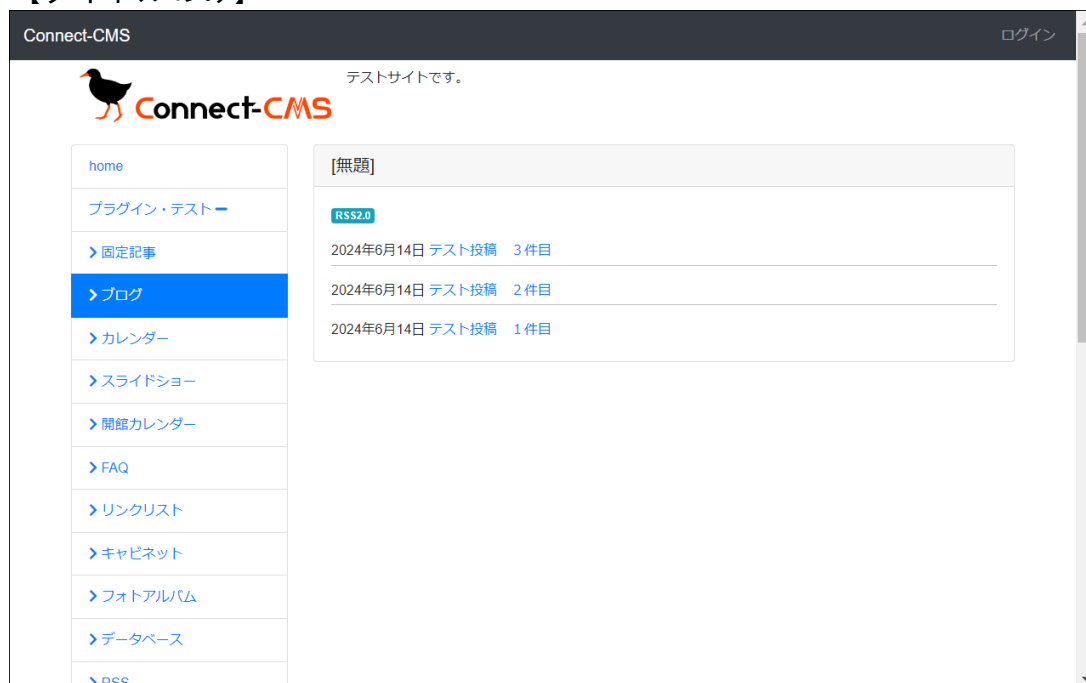 Connect-CMS
ログイン
Connect-CMS
テストサイトです。
home
プラグイン・テスト
固定記事
ブログ
カレンダー
スライドショー
開館カレンダー
FAQ
リンクリスト
キャビネット
フォトアルバム
データベース
RSS
[無題]
RSS2.0
2024年6月14日 テスト投稿　3件目
2024年6月14日 テスト投稿　2件目
2024年6月14日 テスト投稿　1件目